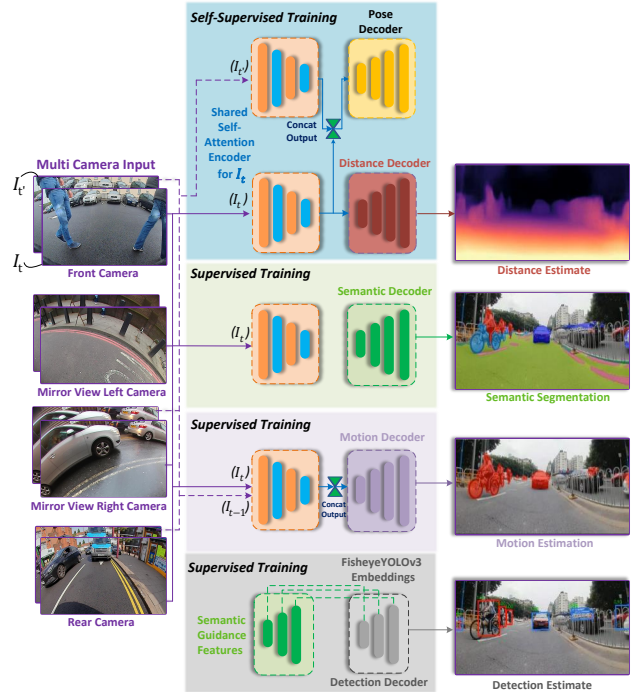 Self-Supervised Training
Pose
Decoder
(I_t')
Concat
Output
Shared
Self-
Attention
Encoder
for I_t
Multi Camera Input
I_t'
I_t
Front Camera
(I_t)
Distance Decoder
Distance Estimate
Supervised Training
Semantic Decoder
(I_t)
Mirror View Left Camera
Semantic Segmentation
Supervised Training
Motion Decoder
(I_t)
(I_{t−1})
Concat
Output
Mirror View Right Camera
Motion Estimation
Supervised Training
FisheyeYOLOv3
Embeddings
Semantic
Guidance
Features
Rear Camera
Detection Decoder
Detection Estimate